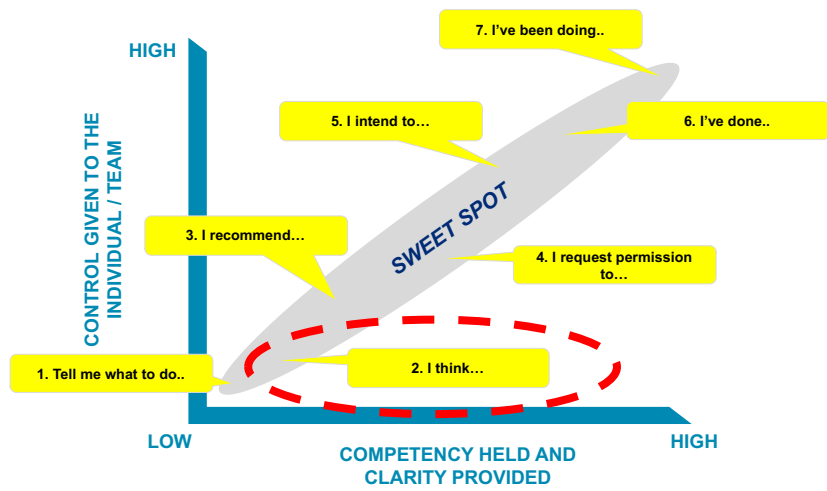 7. I’ve been doing..
HIGH
5. I intend to…
6. I’ve done..
CONTROL GIVEN TO THE
INDIVIDUAL / TEAM
SWEET SPOT
3. I recommend…
4. I request permission
to…
1. Tell me what to do..
2. I think…
LOW
COMPETENCY HELD AND
CLARITY PROVIDED
HIGH